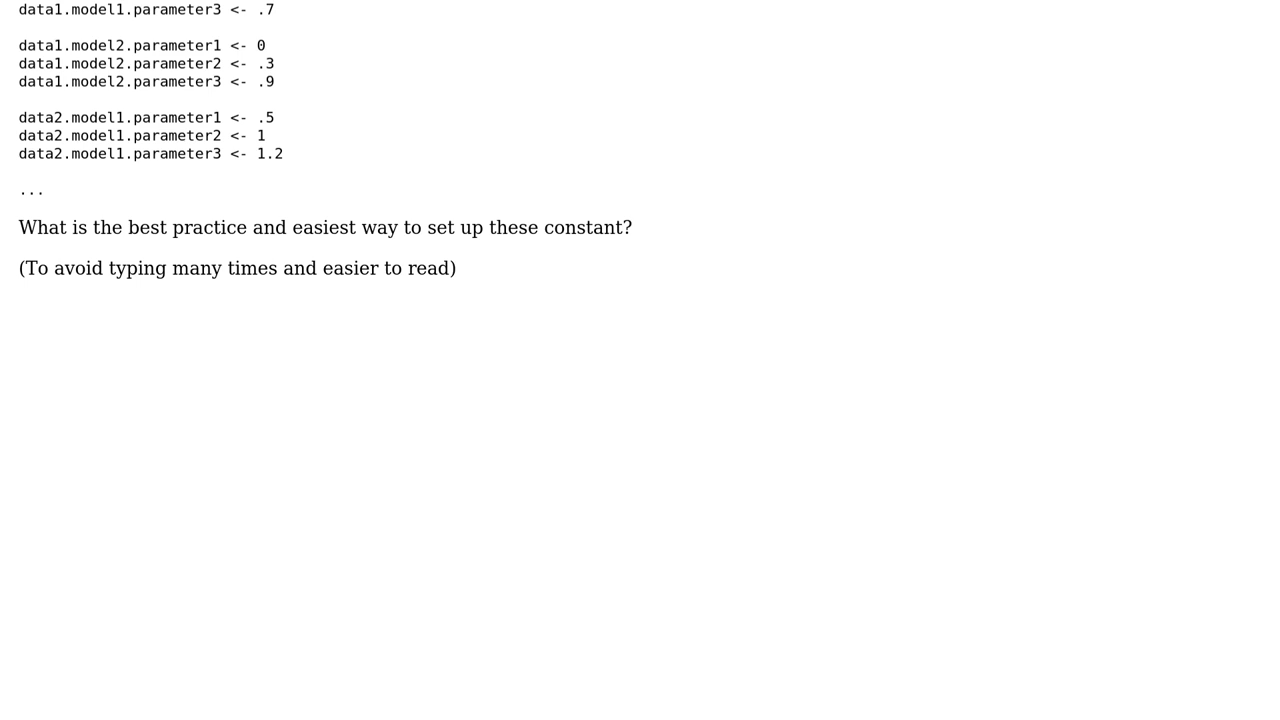 data1.model1.parameter3 <- .7
data1.model2.parameter1 <- 0
data1.model2.parameter2 <- .3
data1.model2.parameter3 <- .9
data2.model1.parameter1 <- .5
data2.model1.parameter2 <- 1
data2.model1.parameter3 <- 1.2
...
What is the best practice and easiest way to set up these constant?
(To avoid typing many times and easier to read)